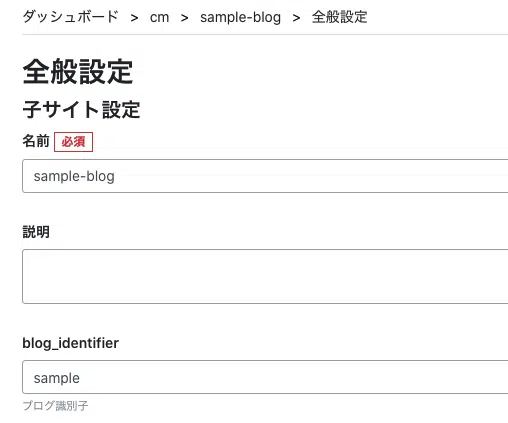 ダッシュボード > cm > sample-blog > 全般設定
全般設定
子サイト設定
名前 必須
sample-blog
説明
blog_identifier
sample
ブログ識別子